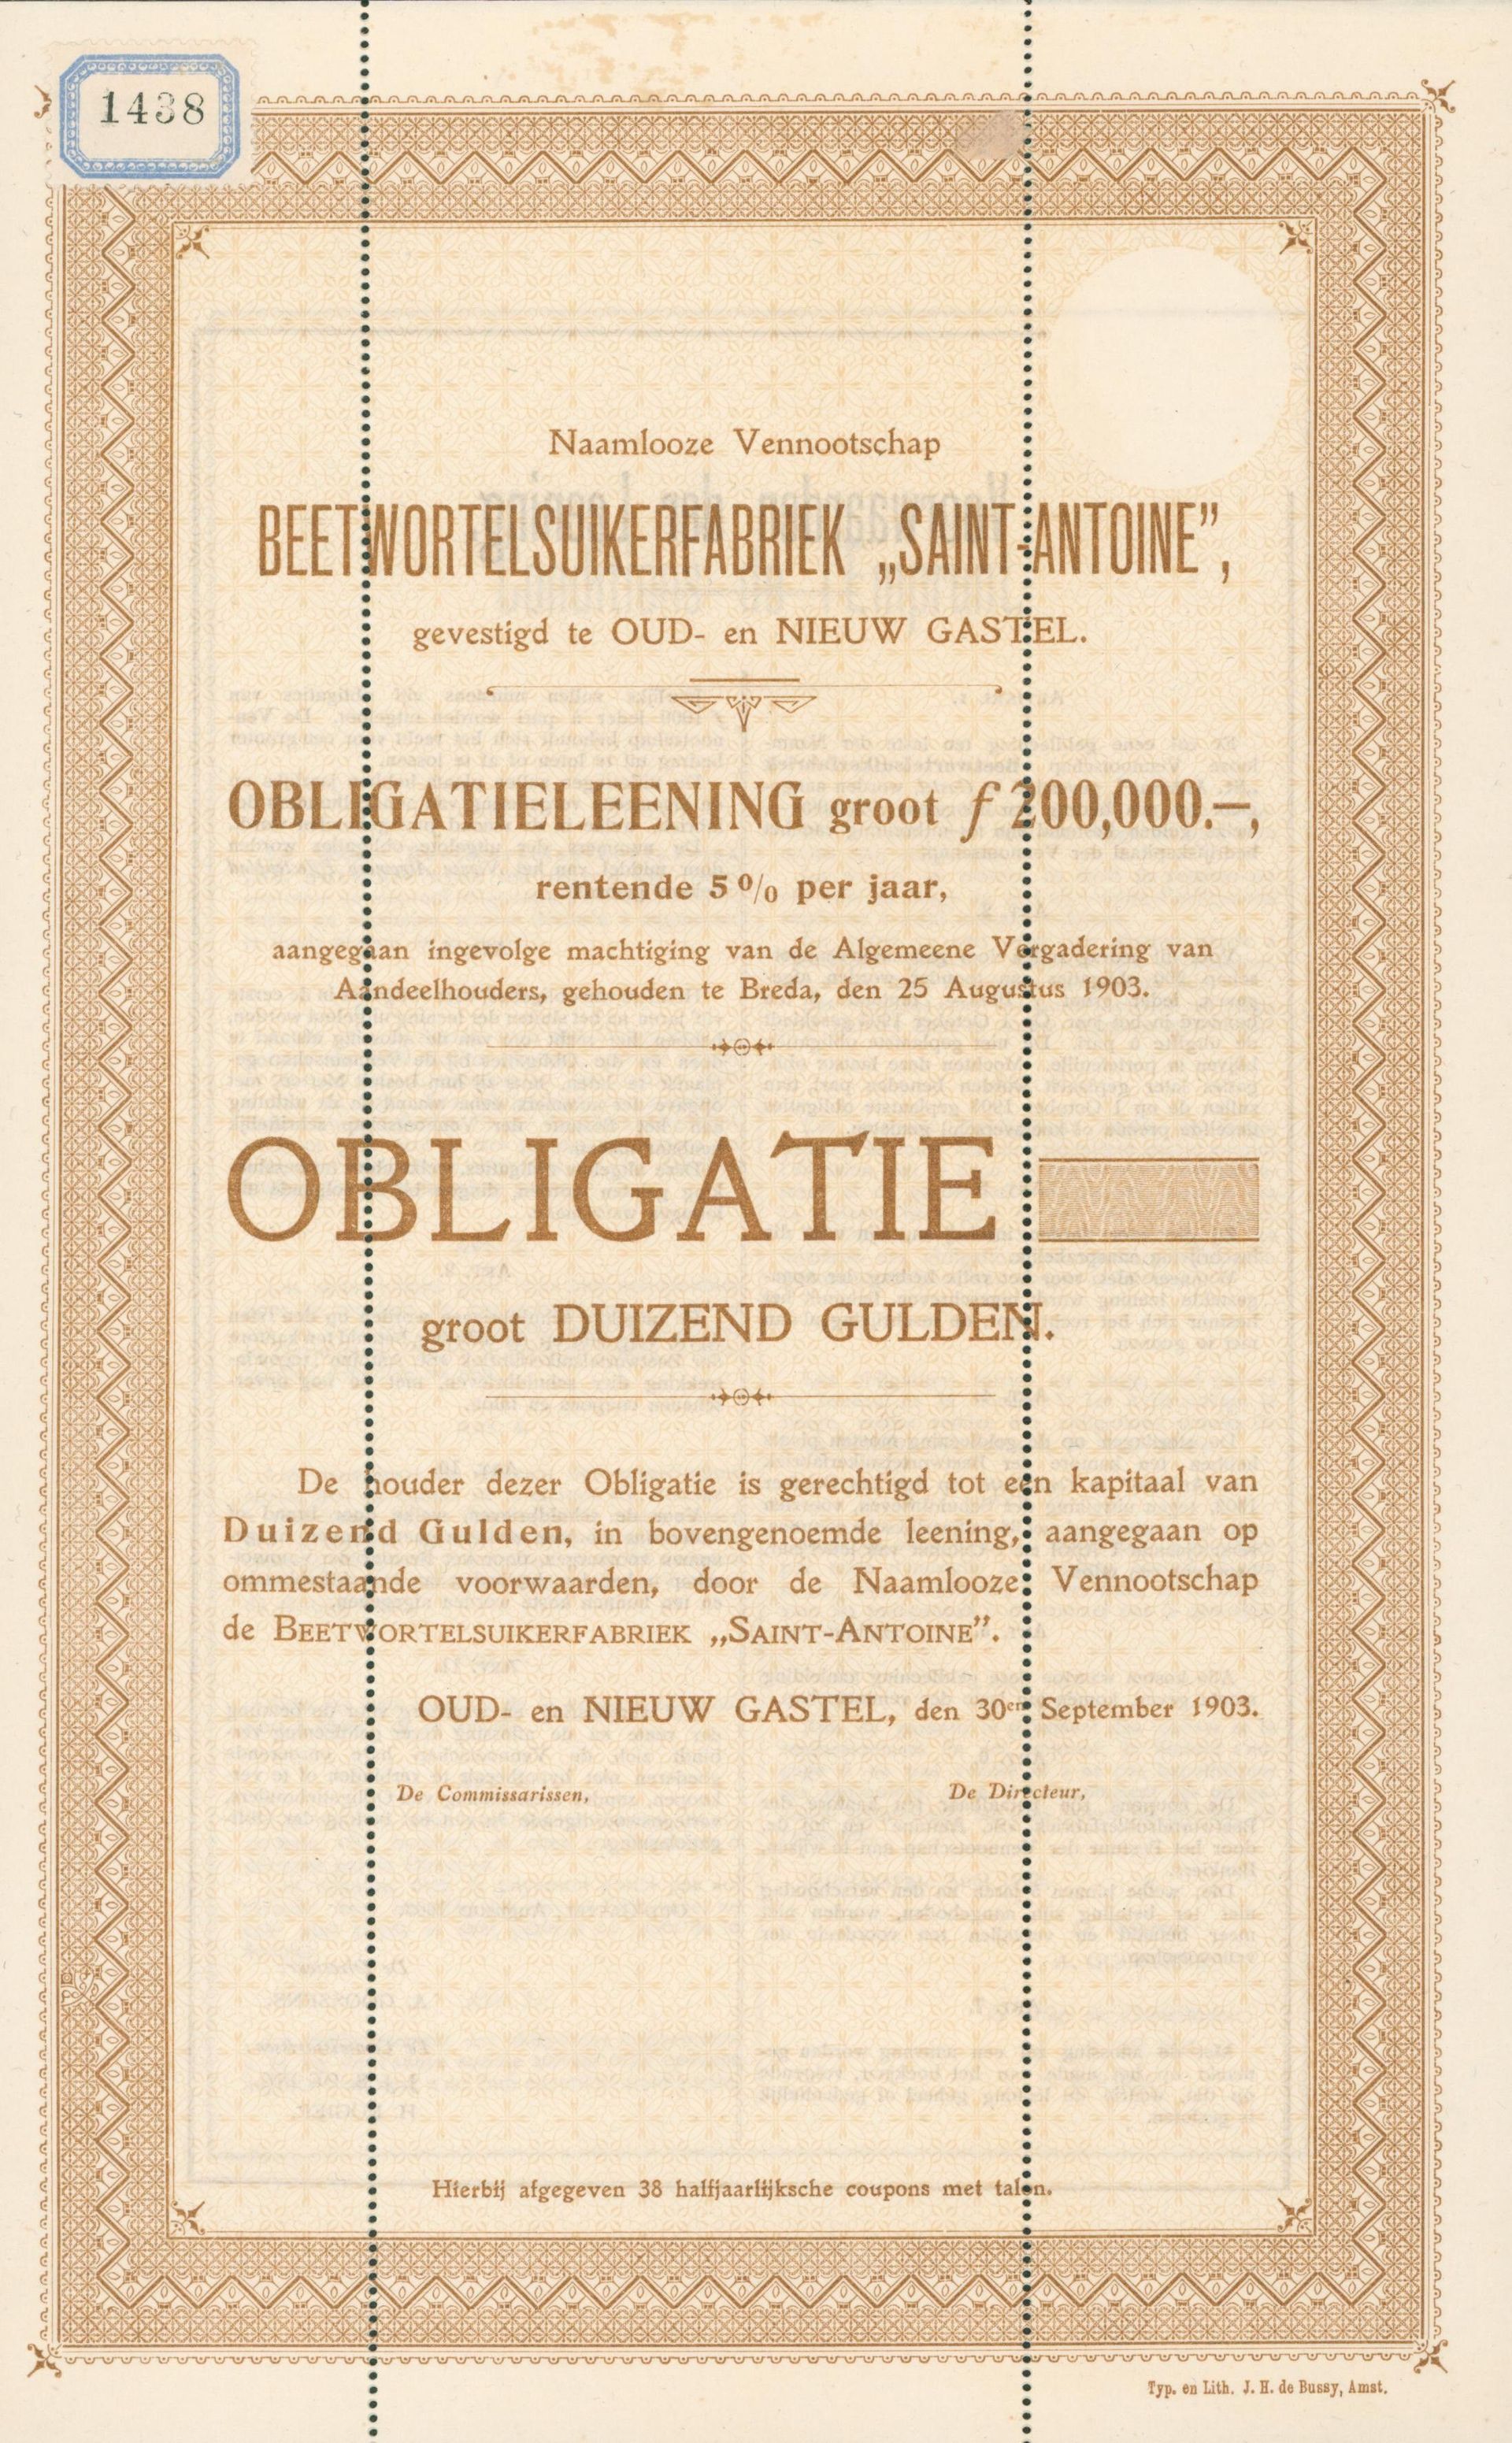 1438
Naamlooze Vennootschap
BEETWORTELSUIKERFABRIEK „SAINT-ANTOINE”,
gevestigd te OUD- en NIEUW GASTEL.
OBLIGATIELEENING groot ƒ 200,000.—,
rentende 5 % per jaar,
aangegaan ingevolge machtiging van de Algemeene Vergadering van
Aandeelhouders, gehouden te Breda, den 25 Augustus 1903.
OBLIGATIE
groot DUIZEND GULDEN.
De houder dezer Obligatie is gerechtigd tot een kapitaal van
Duizend Gulden, in bovengenoemde leening, aangegaan op
ommestaande voorwaarden, door de Naamlooze Vennootschap
de BEETWORTELSUIKERFABRIEK „SAINT-ANTOINE”.
OUD- en NIEUW GASTEL, den 30en September 1903.
De Commissarissen, De Directeur,
Hierbij afgegeven 38 halfjaarlijksche coupons met talon.
Typ. en Lith. J. H. de Bussy, Amst.